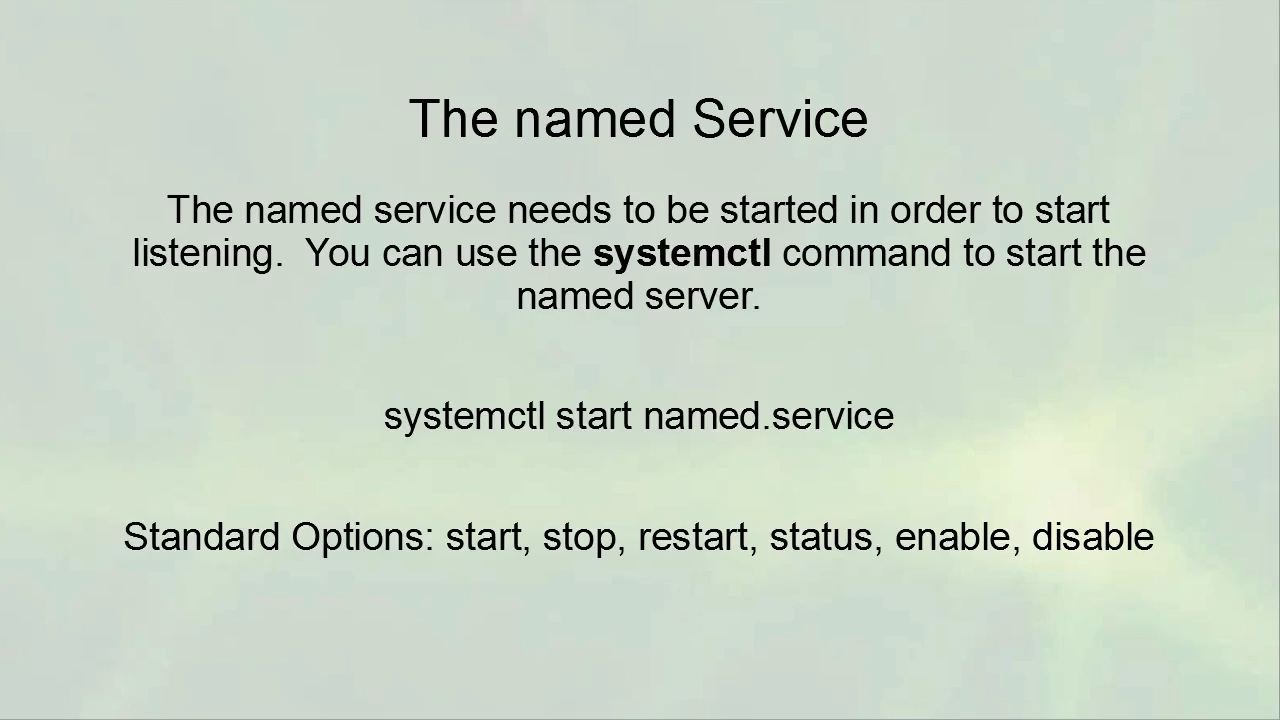 The named Service
The named service needs to be started in order to start
listening.  You can use the systemctl command to start the
named server.
systemctl start named.service
Standard Options: start, stop, restart, status, enable, disable